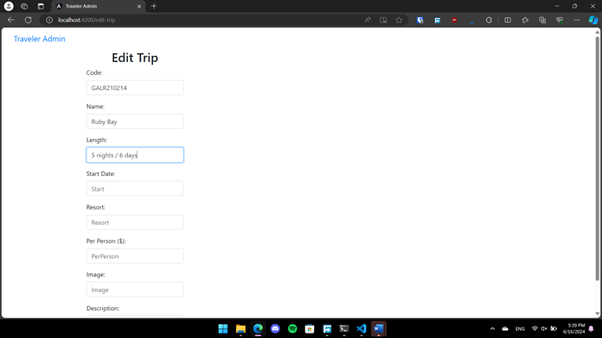 Traveler Admin
localhost:4200/edit-trip
Traveler Admin
Edit Trip
Code:
GALR210214
Name:
Ruby Bay
Length:
5 nights / 6 days
Start Date:
Start
Resort:
Resort
Per Person ($):
PerPerson
Image:
Image
Description:
ENG
5:39 PM
6/16/2024